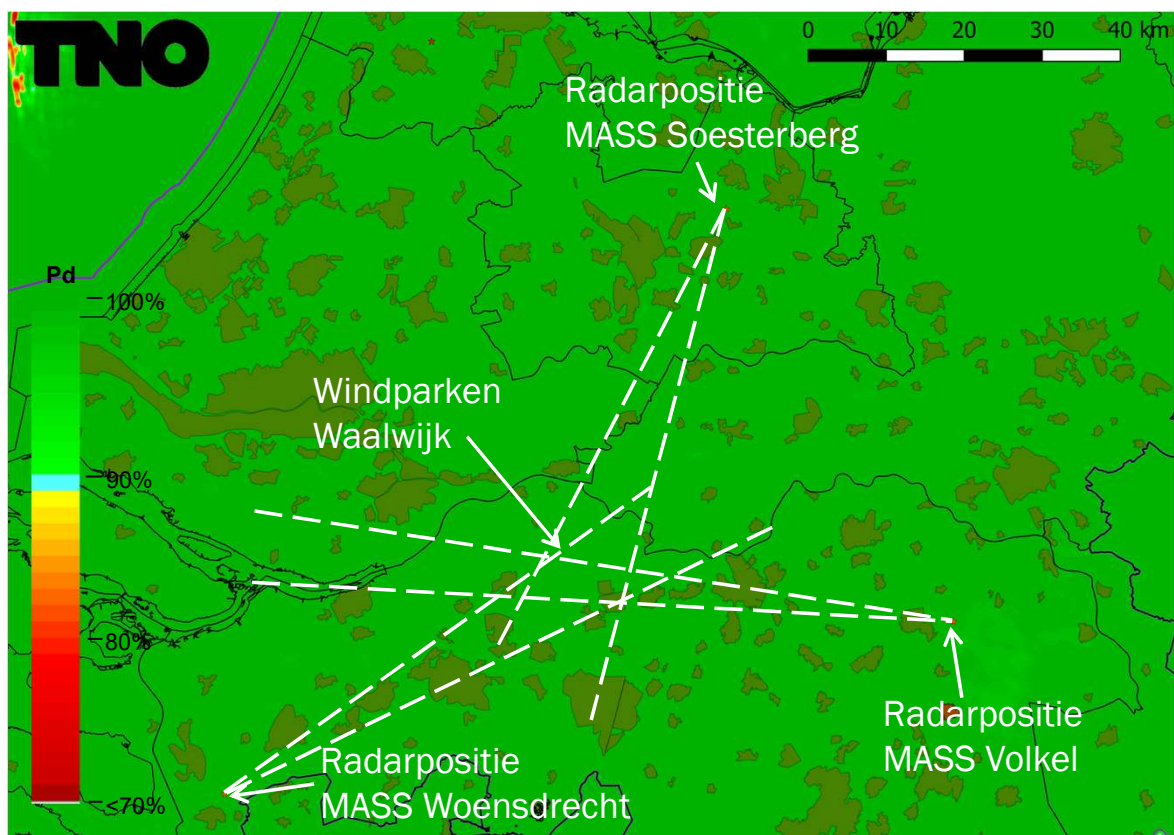 TNO
0 10 20 30 40 km
Radarpositie
MASS Soesterberg
Pd
100%
90%
80%
<70%
Windparken
Waalwijk
Radarpositie
MASS Volkel
Radarpositie
MASS Woensdrecht